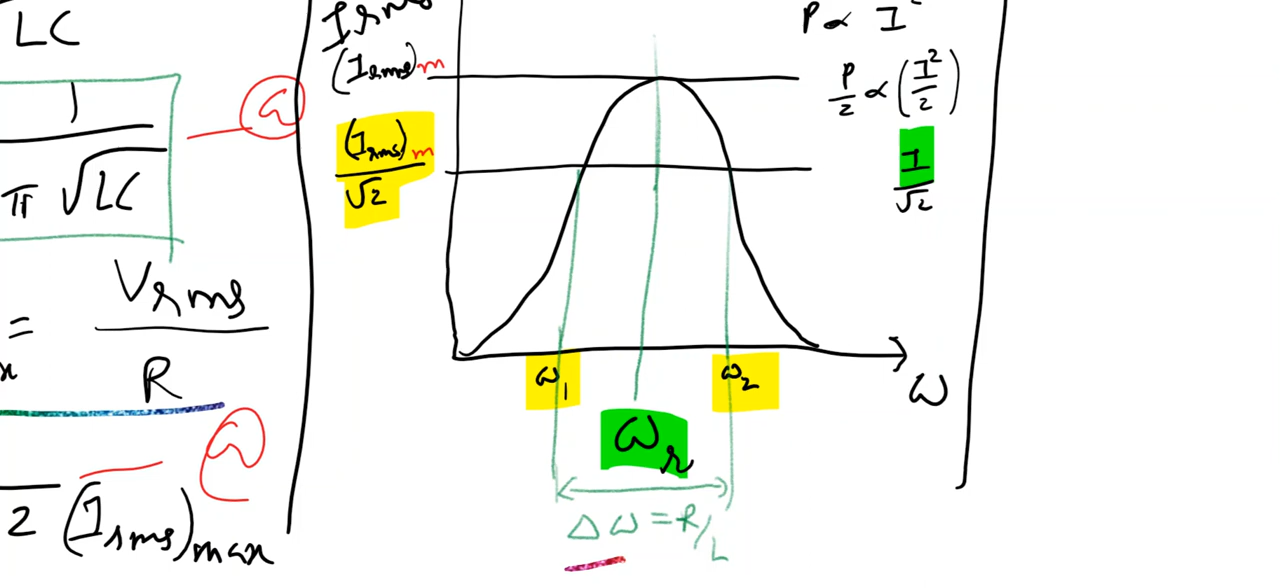 LC
1
π √LC
= Vrms
R
2 (Irms)max
Irms
(Irms)m
(Irms)m
√2
P ∝ I²
P/2 ∝ (I²/2)
I
√2
ω₁
ω₂
ω
ωr
Δω = R/L